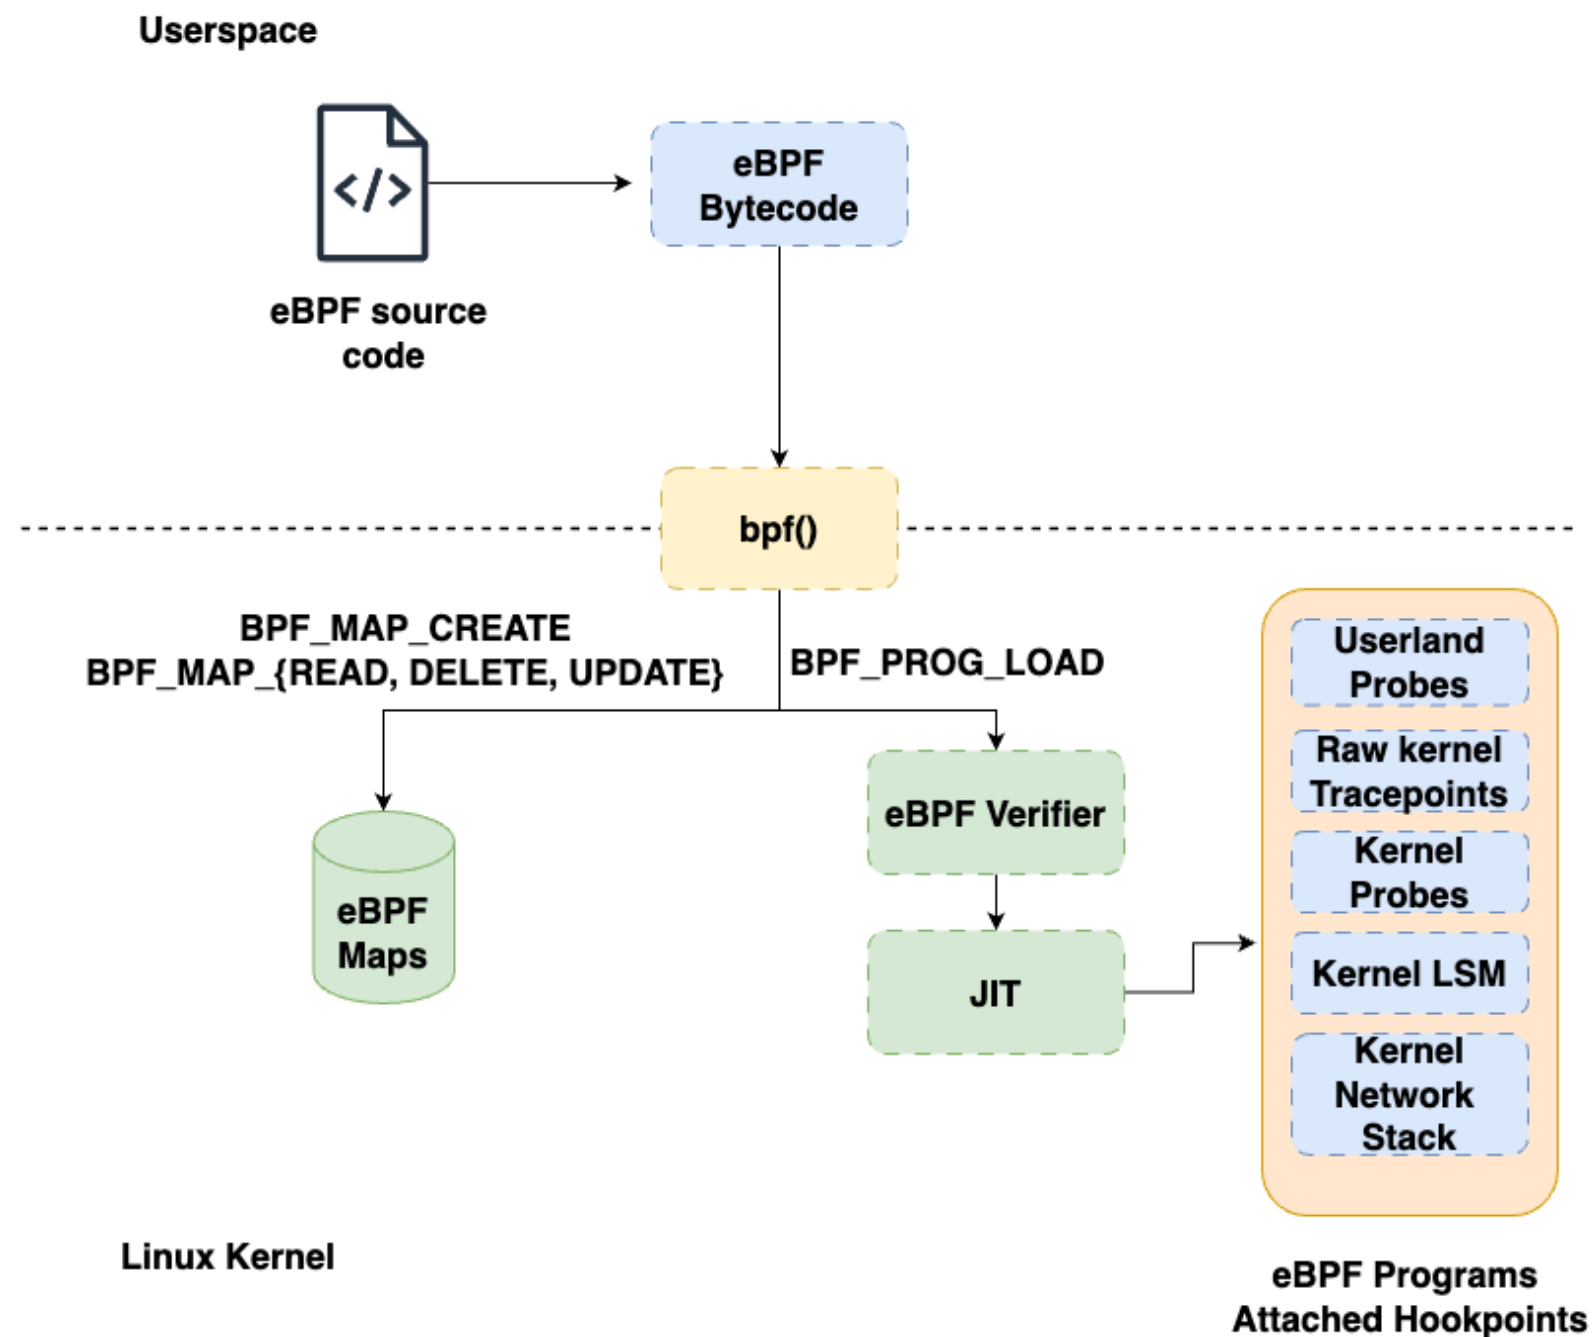 Userspace
</>
eBPF
Bytecode
eBPF source
code
bpf()
BPF_MAP_CREATE
BPF_MAP_{READ, DELETE, UPDATE}
BPF_PROG_LOAD
eBPF
Maps
eBPF Verifier
JIT
Userland
Probes
Raw kernel
Tracepoints
Kernel
Probes
Kernel LSM
Kernel
Network
Stack
Linux Kernel
eBPF Programs
Attached Hookpoints